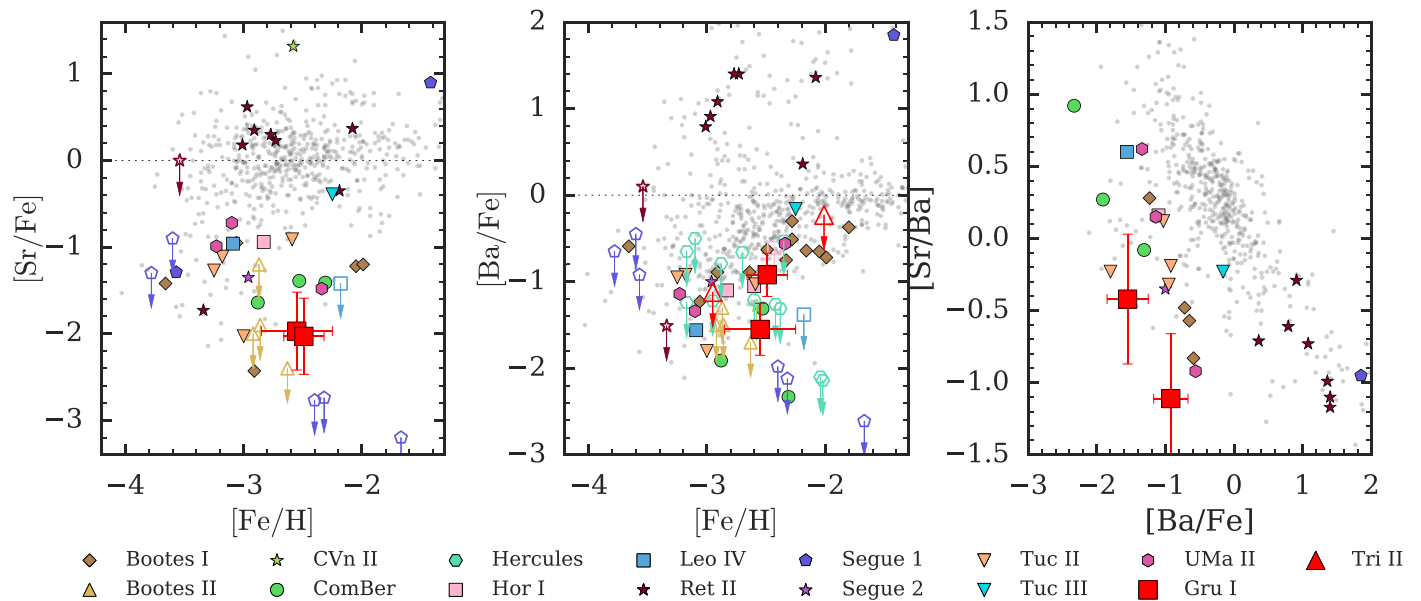 1
0
−1
−2
−3
[Sr/Fe]
−4
−3
−2
[Fe/H]
2
1
0
−1
−2
−3
[Ba/Fe]
−4
−3
−2
[Fe/H]
1.5
1.0
0.5
0.0
−0.5
−1.0
−1.5
[Sr/Ba]
−3
−2
−1
0
1
2
[Ba/Fe]
Bootes I
CVn II
Hercules
Leo IV
Segue 1
Tuc II
UMa II
Tri II
Bootes II
ComBer
Hor I
Ret II
Segue 2
Tuc III
Gru I